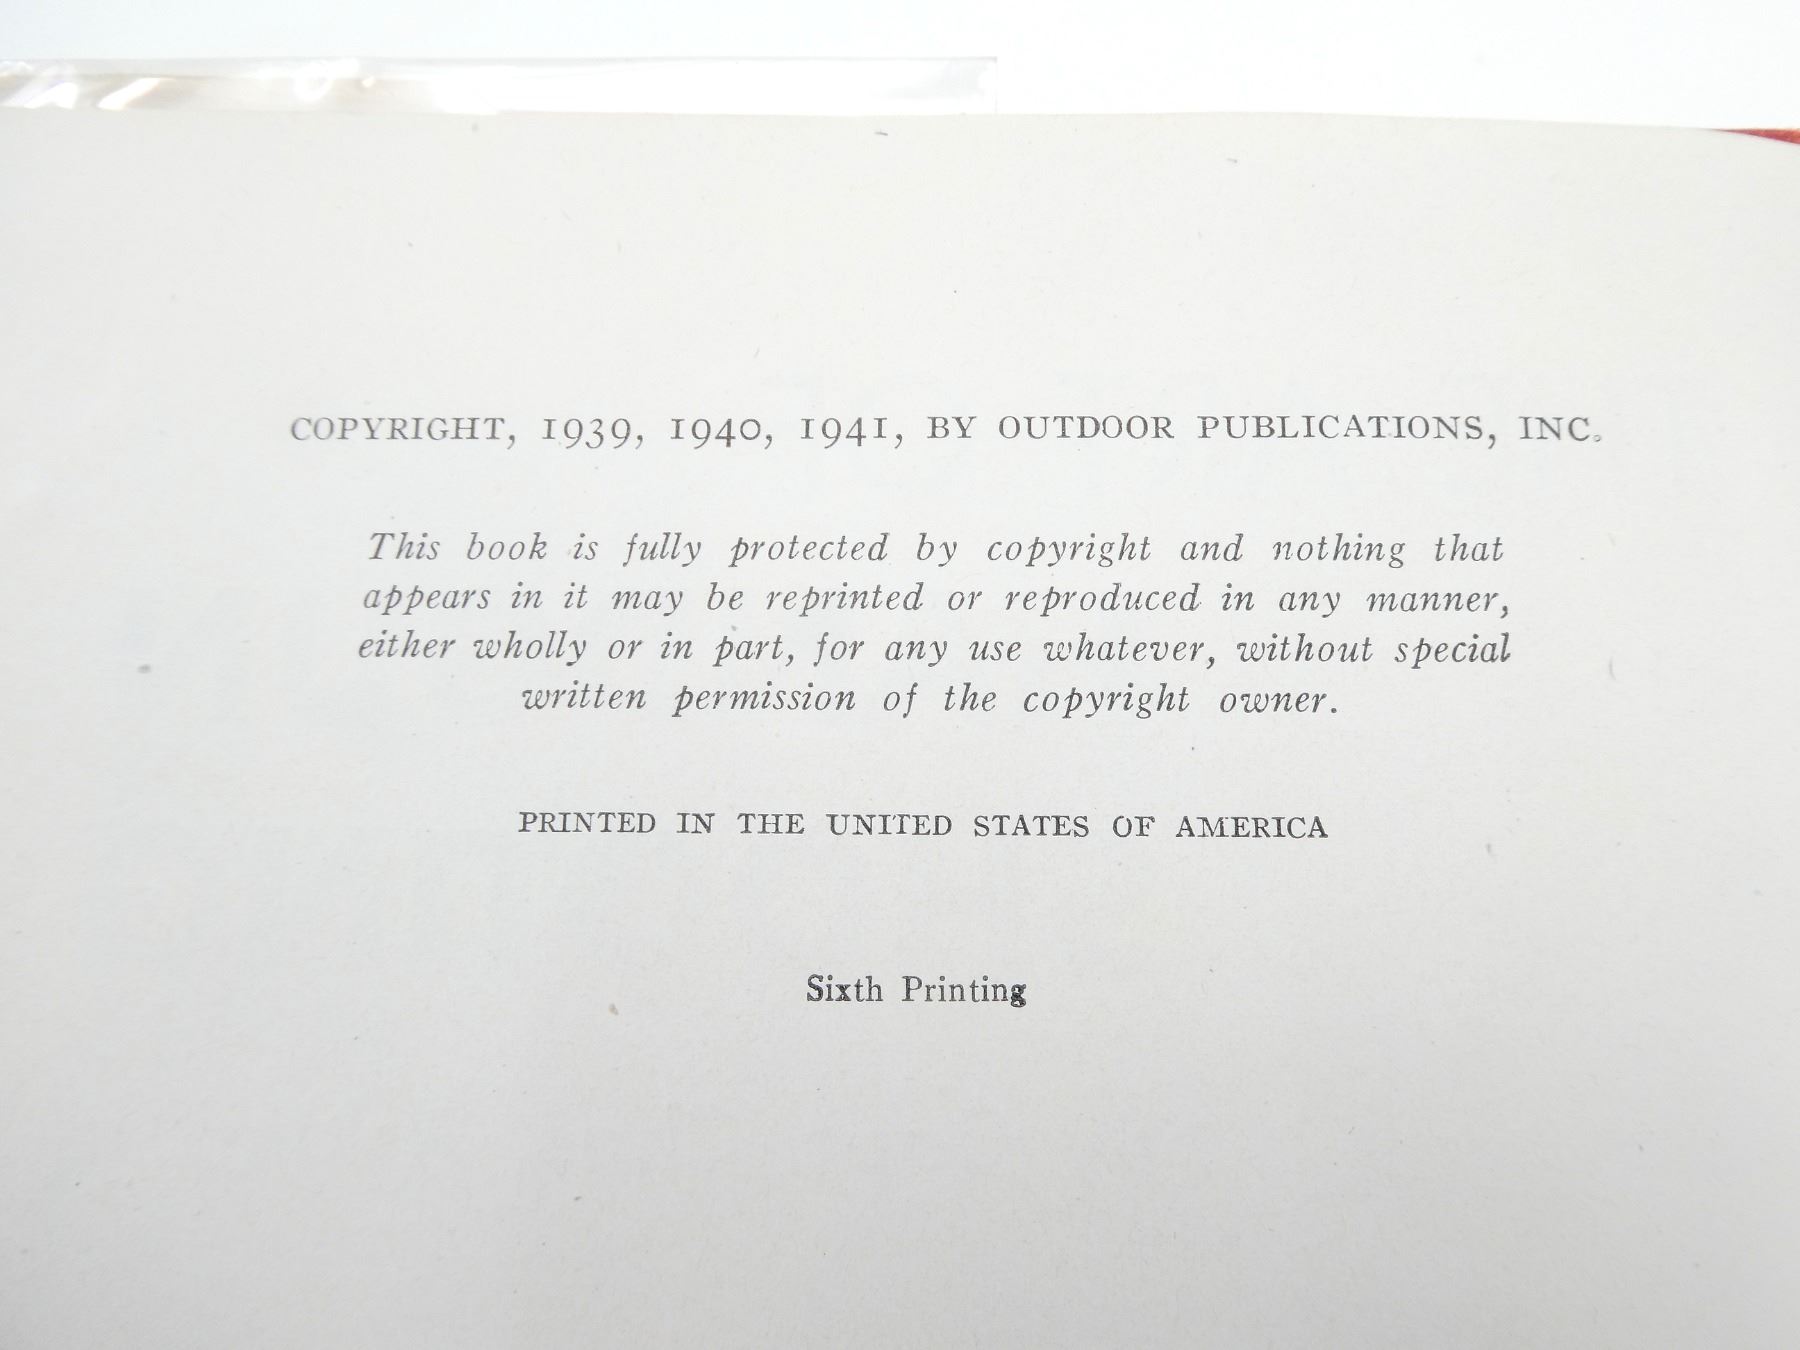 COPYRIGHT, 1939, 1940, 1941, BY OUTDOOR PUBLICATIONS, INC.
This book is fully protected by copyright and nothing that
appears in it may be reprinted or reproduced in any manner,
either wholly or in part, for any use whatever, without special
written permission of the copyright owner.
PRINTED IN THE UNITED STATES OF AMERICA
Sixth Printing